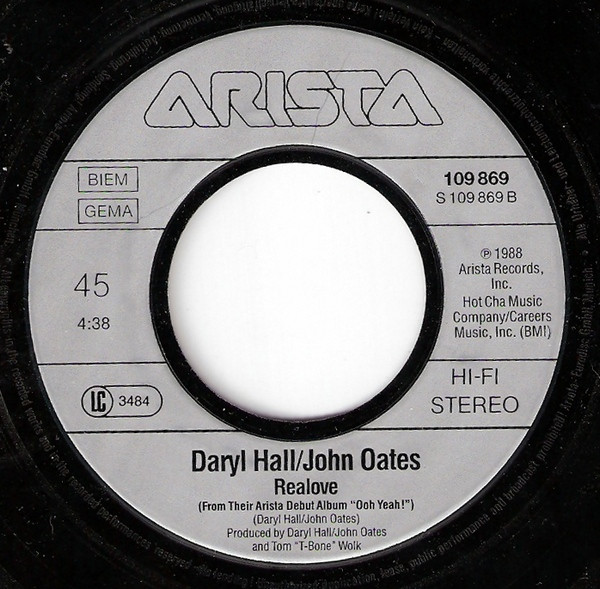 ARISTA
BIEM
GEMA
109 869
S 109 869 B
45
4:38
℗ 1988
Arista Records,
Inc.
Hot Cha Music
Company/Careers
Music, Inc. (BMI)
LC 3484
HI-FI
STEREO
Daryl Hall/John Oates
Realove
(From Their Arista Debut Album “Ooh Yeah!”)
(Daryl Hall/John Oates)
Produced by Daryl Hall/John Oates
and Tom “T-Bone” Wolk